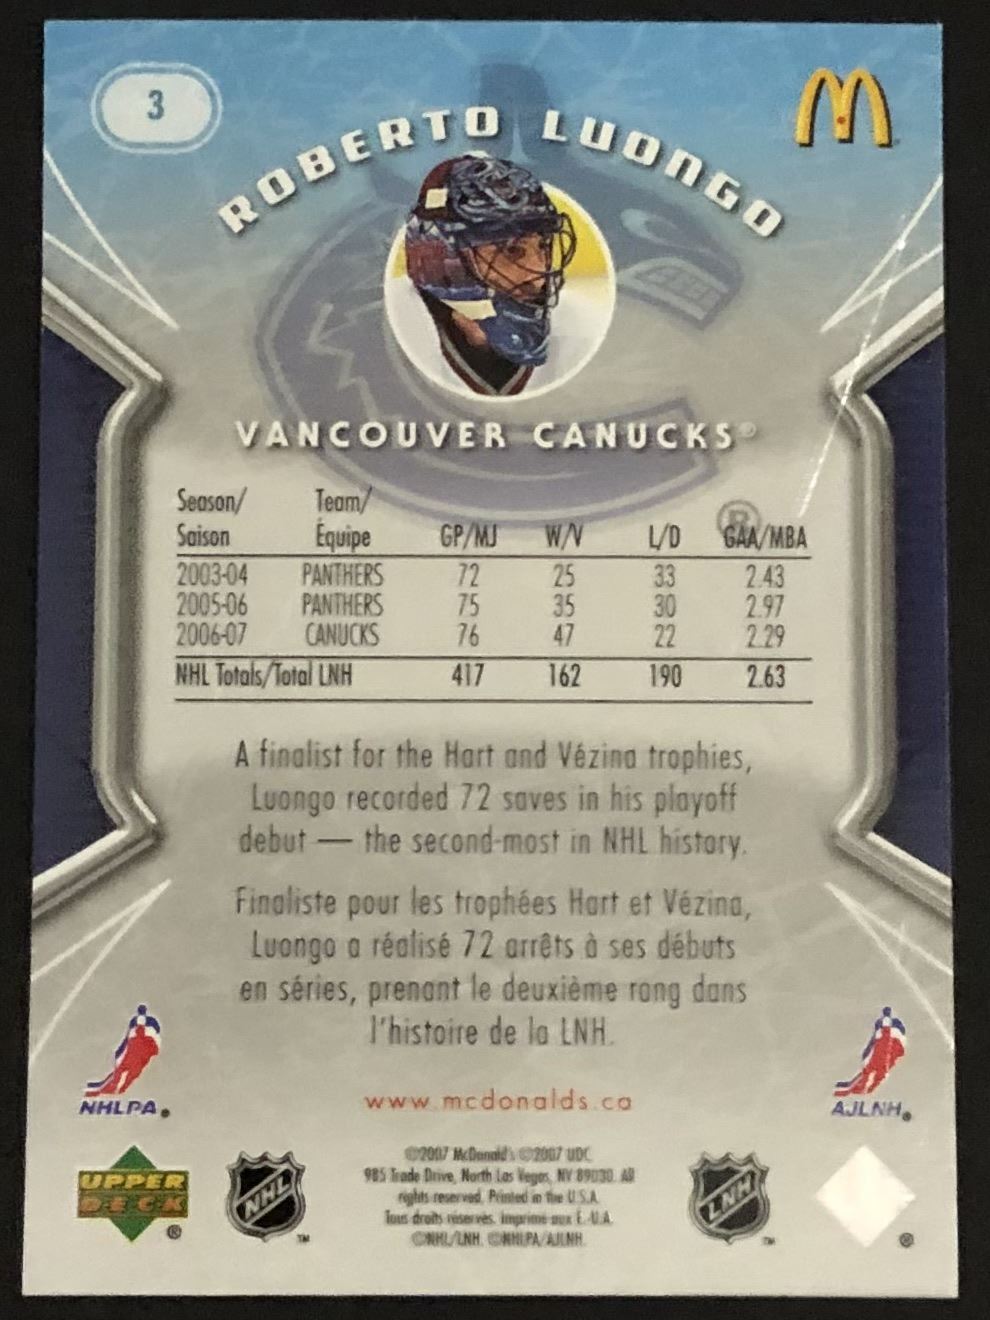 3
ROBERTO LUONGO
VANCOUVER CANUCKS®
Season/ Team/
Saison Équipe GP/MJ W/V L/D GAA/MBA
2003-04 PANTHERS 72 25 33 2.43
2005-06 PANTHERS 75 35 30 2.97
2006-07 CANUCKS 76 47 22 2.29
NHL Totals/Total LNH 417 162 190 2.63
A finalist for the Hart and Vézina trophies,
Luongo recorded 72 saves in his playoff
debut — the second-most in NHL history.
Finaliste pour les trophées Hart et Vézina,
Luongo a réalisé 72 arrêts à ses débuts
en séries, prenant le deuxième rang dans
l'histoire de la LNH.
NHLPA® AJLNH®
www.mcdonalds.ca
©2007 McDonald's ©2007 UDC
985 Trade Drive, North Las Vegas, NV 89030. All
rights reserved. Printed in the U.S.A.
Tous droits réservés. Imprimé aux É.-U.A.
©NHL/LNH. ©NHLPA/AJLNH.
UPPER DECK ® NHL ™ LNH ™ ®